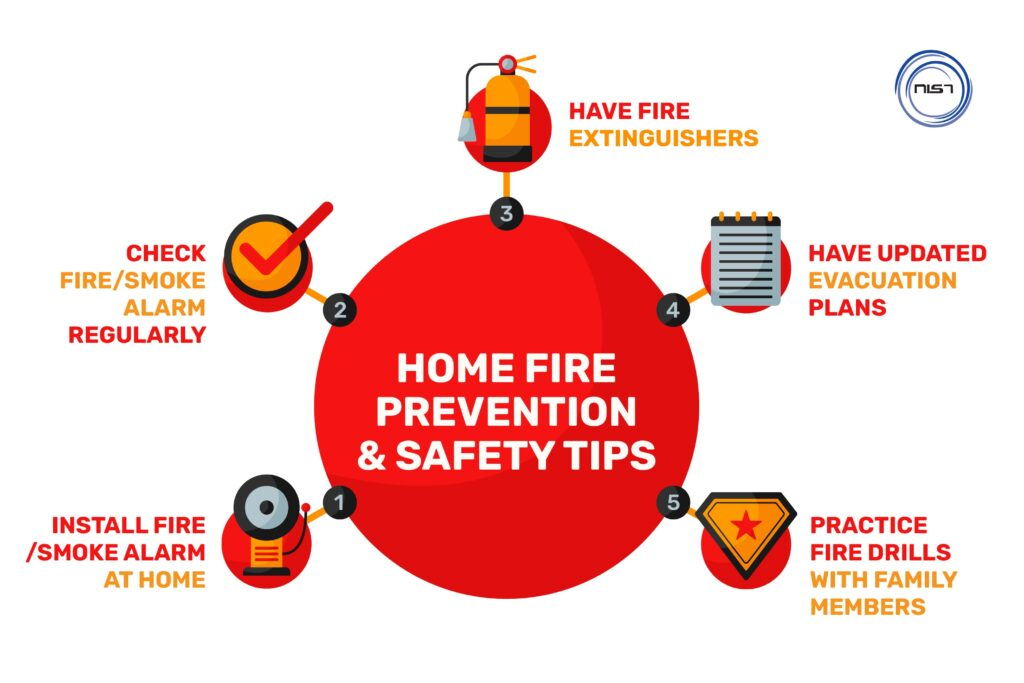 HAVE FIRE
EXTINGUISHERS
NIST
3
CHECK
FIRE/SMOKE
ALARM
REGULARLY
2
4
HAVE UPDATED
EVACUATION
PLANS
HOME FIRE
PREVENTION
& SAFETY TIPS
1
INSTALL FIRE
/SMOKE ALARM
AT HOME
5
PRACTICE
FIRE DRILLS
WITH FAMILY
MEMBERS